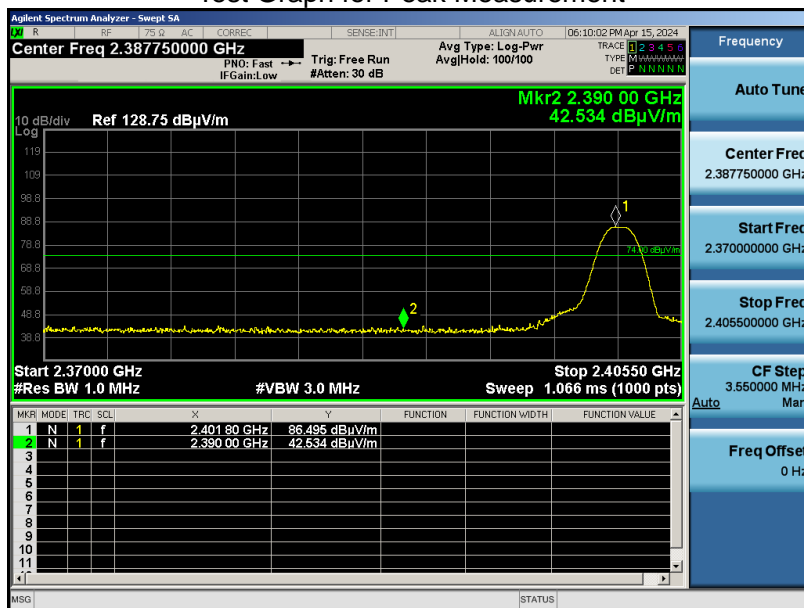 Test Graph for Peak Measurement
Agilent Spectrum Analyzer - Swept SA
LXI R RF 75 Ω AC CORREC SENSE:INT ALIGN AUTO 06:10:02 PM Apr 15, 2024
Center Freq 2.387750000 GHz
PNO: Fast
IFGain:Low
Trig: Free Run
#Atten: 30 dB
Avg Type: Log-Pwr
Avg|Hold: 100/100
TRACE 1 2 3 4 5 6
TYPE M WWWWW
DET P N N N N N
Mkr2 2.390 00 GHz
42.534 dBµV/m
10 dB/div Ref 128.75 dBµV/m
Log
119
109
98.8
88.8
78.8
68.8
58.8
48.8
38.8
1
74.00 dBµV/m
2
Start 2.37000 GHz Stop 2.40550 GHz
#Res BW 1.0 MHz #VBW 3.0 MHz Sweep 1.066 ms (1000 pts)
MKR MODE TRC SCL X Y FUNCTION FUNCTION WIDTH FUNCTION VALUE
1 N 1 f 2.401 80 GHz 86.495 dBµV/m
2 N 1 f 2.390 00 GHz 42.534 dBµV/m
3
4
5
6
7
8
9
10
11
MSG STATUS
Frequency
Auto Tune
Center Freq
2.387750000 GHz
Start Freq
2.370000000 GHz
Stop Freq
2.405500000 GHz
CF Step
3.550000 MHz
Auto Man
Freq Offset
0 Hz